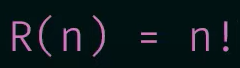 R(n) = n!